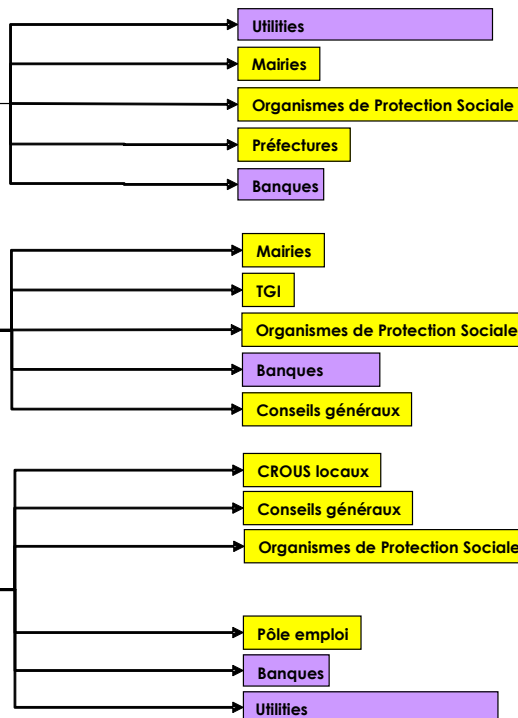 Utilities
Mairies
Organismes de Protection Sociale
Préfectures
Banques
Mairies
TGI
Organismes de Protection Sociale
Banques
Conseils généraux
CROUS locaux
Conseils généraux
Organismes de Protection Sociale
Pôle emploi
Banques
Utilities